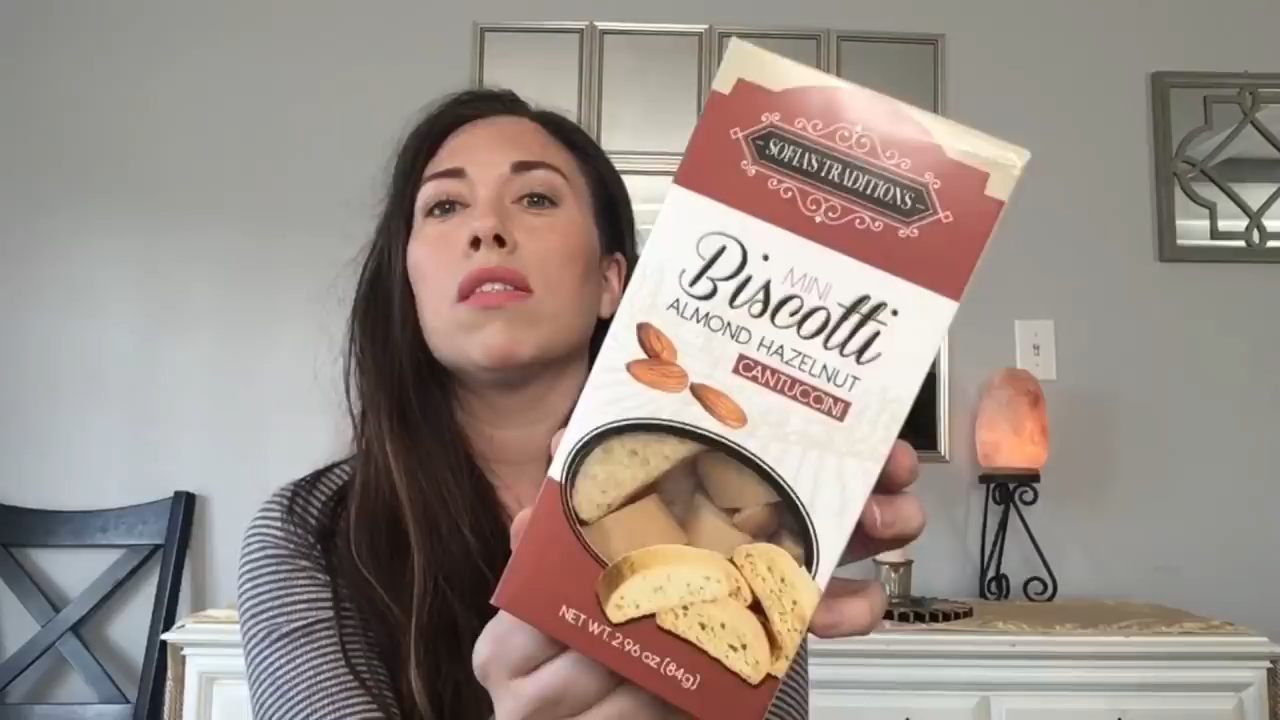 - SOFIA'S TRADITIONS -
MINI
Biscotti
ALMOND HAZELNUT
CANTUCCINI
NET WT. 2.96 oz (84g)